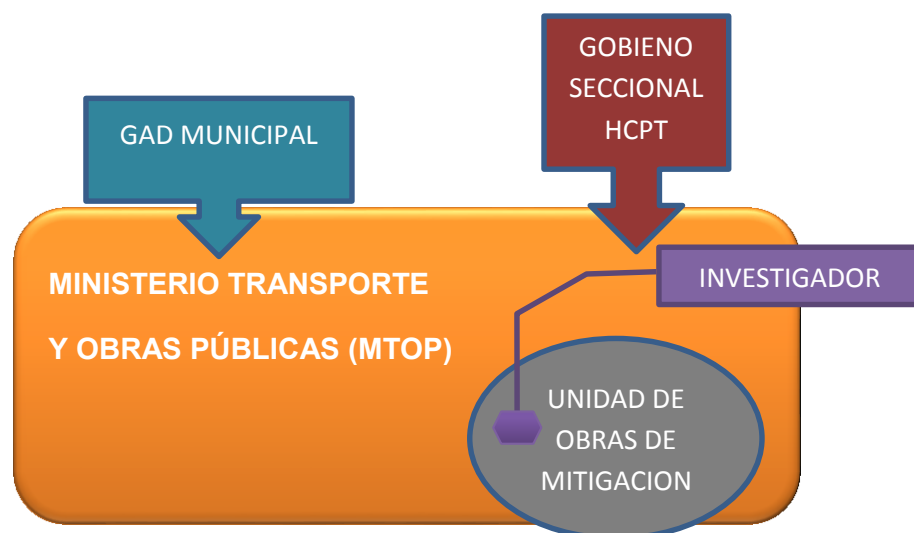 GOBIENO
SECCIONAL
HCPT
GAD MUNICIPAL
MINISTERIO TRANSPORTE
Y OBRAS PÚBLICAS (MTOP)
INVESTIGADOR
UNIDAD DE
OBRAS DE
MITIGACION